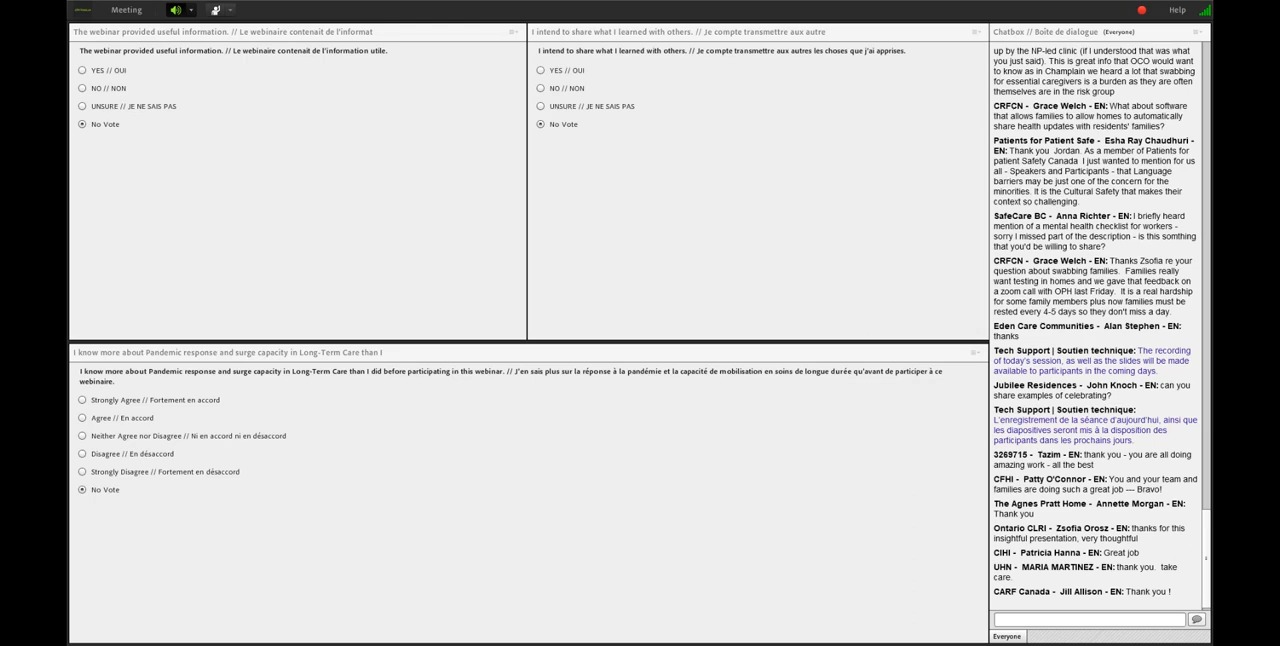 Meeting
Help
The webinar provided useful information. // Le webinaire contenait de l'informat
The webinar provided useful information. // Le webinaire contenait de l'information utile.
YES // OUI
NO // NON
UNSURE // JE NE SAIS PAS
No Vote
I intend to share what I learned with others. // Je compte transmettre aux autre
I intend to share what I learned with others. // Je compte transmettre aux autres les choses que j'ai apprises.
YES // OUI
NO // NON
UNSURE // JE NE SAIS PAS
No Vote
I know more about Pandemic response and surge capacity in Long-Term Care than I
I know more about Pandemic response and surge capacity in Long-Term Care than I did before participating in this webinar. // J'en sais plus sur la réponse à la pandémie et la capacité de mobilisation en soins de longue durée qu'avant de participer à ce
webinaire.
Strongly Agree // Fortement en accord
Agree // En accord
Neither Agree nor Disagree // Ni en accord ni en désaccord
Disagree // En désaccord
Strongly Disagree // Fortement en désaccord
No Vote
Chatbox // Boîte de dialogue (Everyone)
up by the NP-led clinic (if I understood that was what
you just said). This is great info that OCO would want
to know as in Champlain we heard a lot that swabbing
for essential caregivers is a burden as they are often
themselves are in the risk group
CRFCN - Grace Welch - EN: What about software
that allows families to allow homes to automatically
share health updates with residents' families?
Patients for Patient Safe - Esha Ray Chaudhuri -
EN: Thank you Jordan. As a member of Patients for
patient Safety Canada I just wanted to mention for us
all - Speakers and Participants - that Language
barriers may be just one of the concern for the
minorities. It is the Cultural Safety that makes their
context so challenging.
SafeCare BC - Anna Richter - EN: I briefly heard
mention of a mental health checklist for workers -
sorry I missed part of the description - is this somthing
that you'd be willing to share?
CRFCN - Grace Welch - EN: Thanks Zsofia re your
question about swabbing families. Families really
want testing in homes and we gave that feedback on
a zoom call with OPH last Friday. It is a real hardship
for some family members plus now families must be
rested every 4-5 days so they don't miss a day.
Eden Care Communities - Alan Stephen - EN:
thanks
Tech Support | Soutien technique: The recording
of today's session, as well as the slides will be made
available to participants in the coming days.
Jubilee Residences - John Knoch - EN: can you
share examples of celebrating?
Tech Support | Soutien technique:
L'enregistrement de la séance d'aujourd'hui, ainsi que
les diapositives seront mis à la disposition des
participants dans les prochains jours.
3269715 - Tazim - EN: thank you - you are all doing
amazing work - all the best
CFHI - Patty O'Connor - EN: You and your team and
families are doing such a great job --- Bravo!
The Agnes Pratt Home - Annette Morgan - EN:
Thank you
Ontario CLRI - Zsofia Orosz - EN: thanks for this
insightful presentation, very thoughtful
CIHI - Patricia Hanna - EN: Great job
UHN - MARIA MARTINEZ - EN: thank you. take
care.
CARF Canada - Jill Allison - EN: Thank you !
Everyone